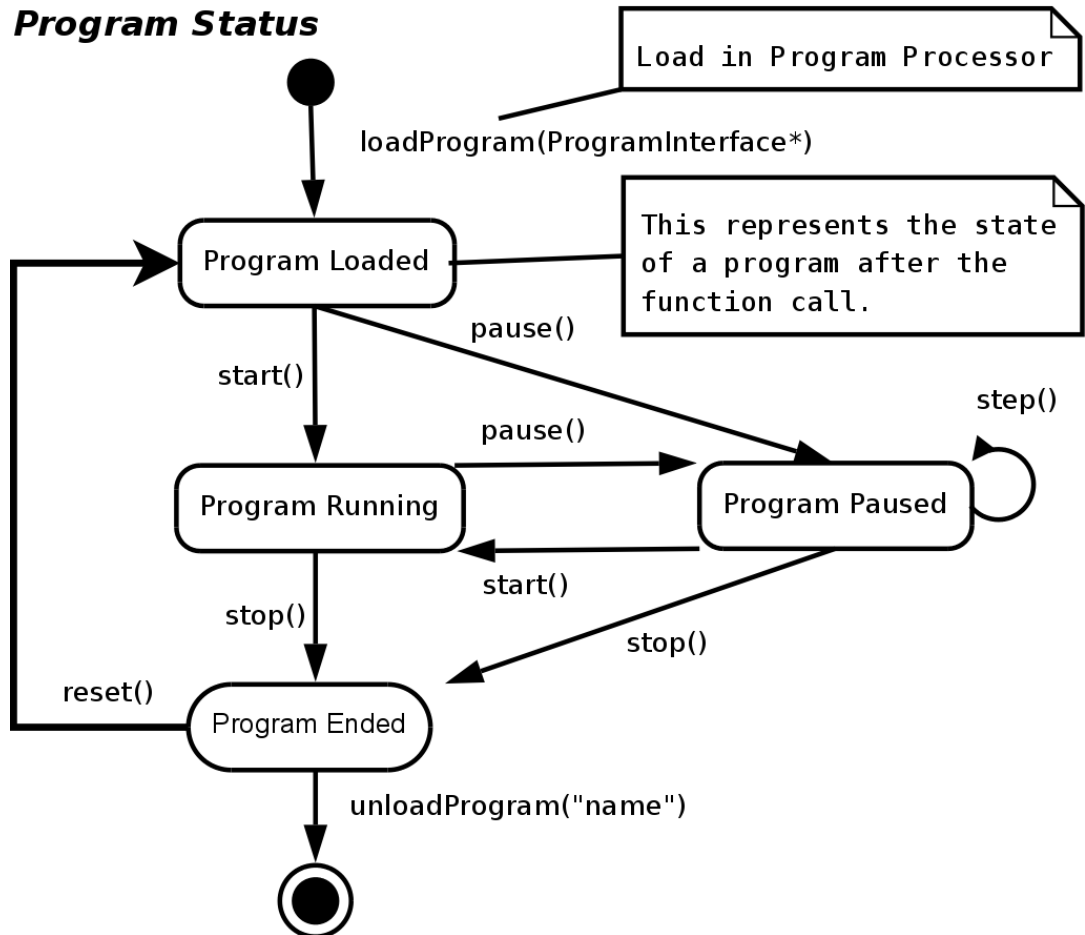 Program Status
Load in Program Processor
loadProgram(ProgramInterface*)
This represents the state
of a program after the
function call.
Program Loaded
pause()
start()
step()
pause()
Program Running
Program Paused
start()
stop()
stop()
reset()
Program Ended
unloadProgram("name")